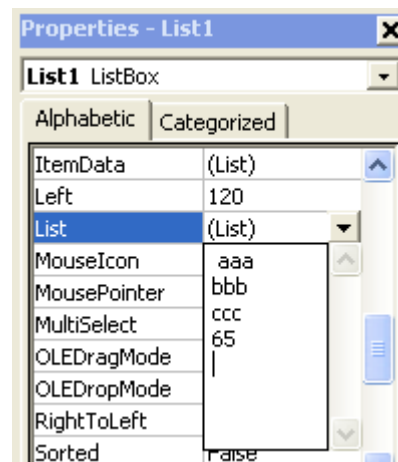 Properties - List1
List1 ListBox
Alphabetic Categorized
ItemData (List)
Left 120
List (List)
MouseIcon aaa
MousePointer bbb
MultiSelect ccc
OLEDragMode 65
OLEDropMode
RightToLeft
Sorted False